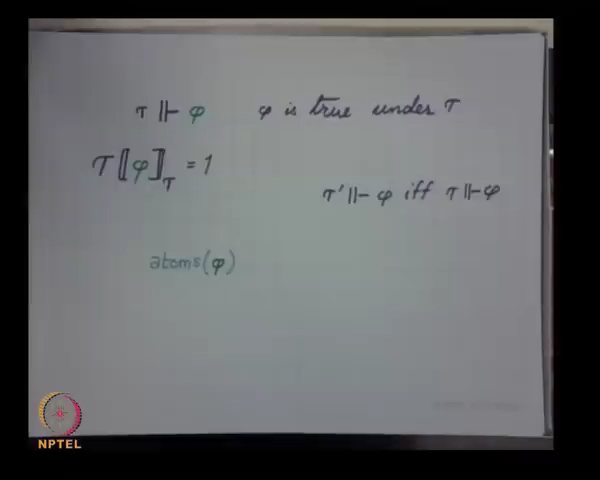 τ ⊩ φ φ is true under τ
T⟦φ⟧τ = 1
τ' ⊩ φ iff τ ⊩ φ
atoms(φ)
NPTEL